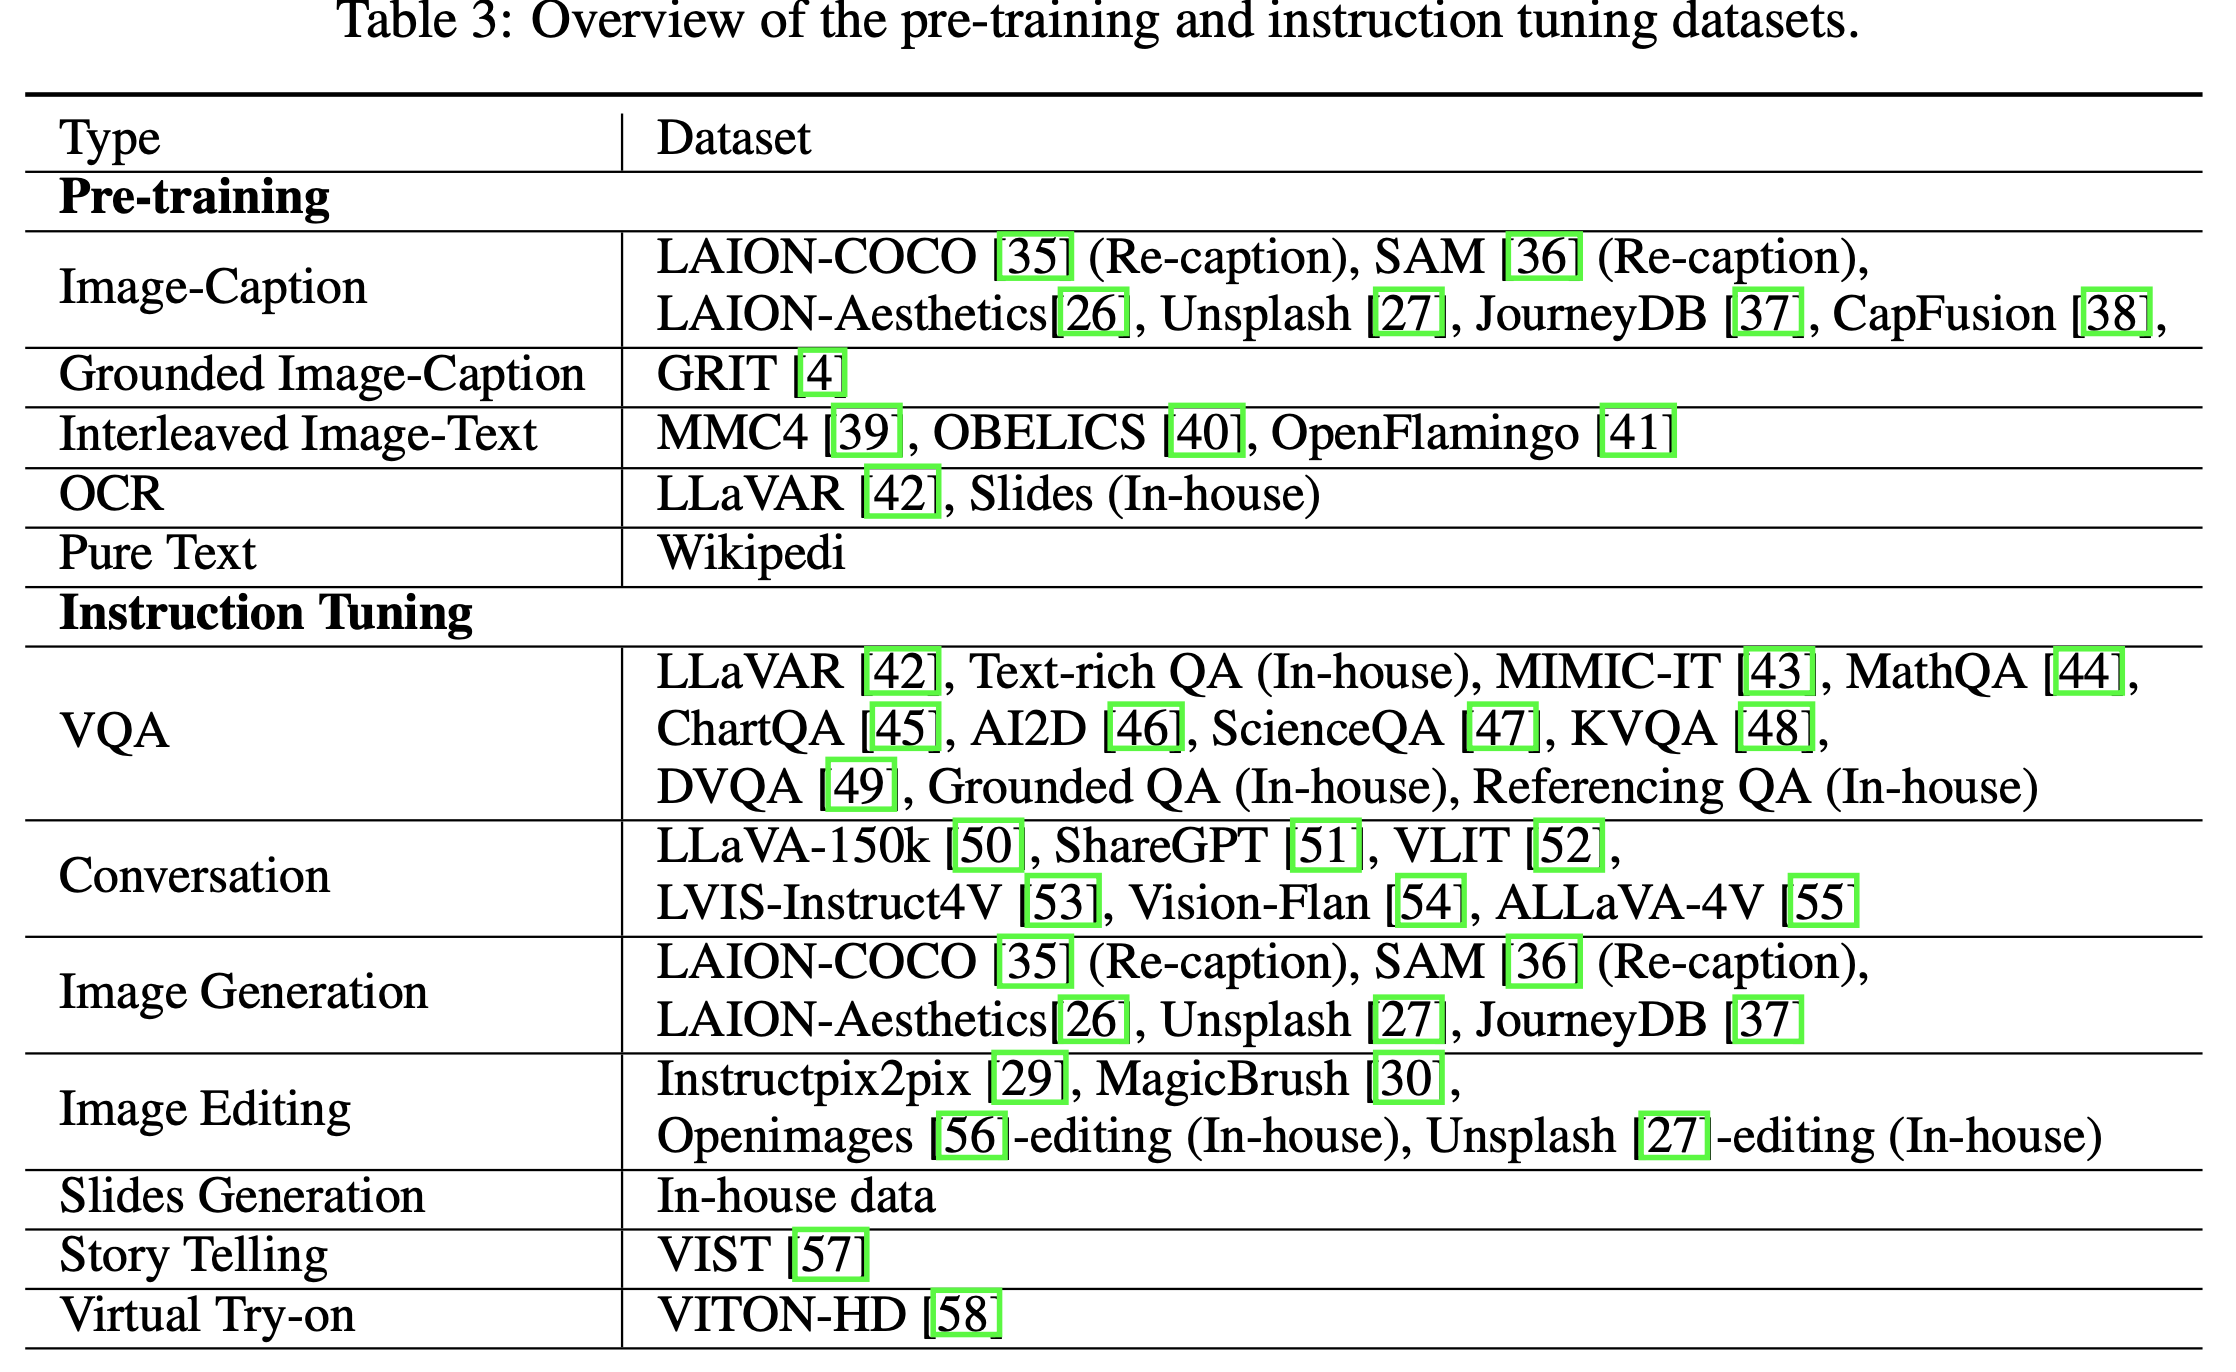 Table 3: Overview of the pre-training and instruction tuning datasets.
Type Dataset
Pre-training
Image-Caption
LAION-COCO [35] (Re-caption), SAM [36] (Re-caption),
LAION-Aesthetics[26], Unsplash [27], JourneyDB [37], CapFusion [38],
Grounded Image-Caption GRIT [4]
Interleaved Image-Text MMC4 [39], OBELICS [40], OpenFlamingo [41]
OCR LLaVAR [42], Slides (In-house)
Pure Text Wikipedi
Instruction Tuning
VQA
LLaVAR [42], Text-rich QA (In-house), MIMIC-IT [43], MathQA [44],
ChartQA [45], AI2D [46], ScienceQA [47], KVQA [48],
DVQA [49], Grounded QA (In-house), Referencing QA (In-house)
Conversation
LLaVA-150k [50], ShareGPT [51], VLIT [52],
LVIS-Instruct4V [53], Vision-Flan [54], ALLaVA-4V [55]
Image Generation
LAION-COCO [35] (Re-caption), SAM [36] (Re-caption),
LAION-Aesthetics[26], Unsplash [27], JourneyDB [37]
Image Editing
Instructpix2pix [29], MagicBrush [30],
Openimages [56]-editing (In-house), Unsplash [27]-editing (In-house)
Slides Generation In-house data
Story Telling VIST [57]
Virtual Try-on VITON-HD [58]